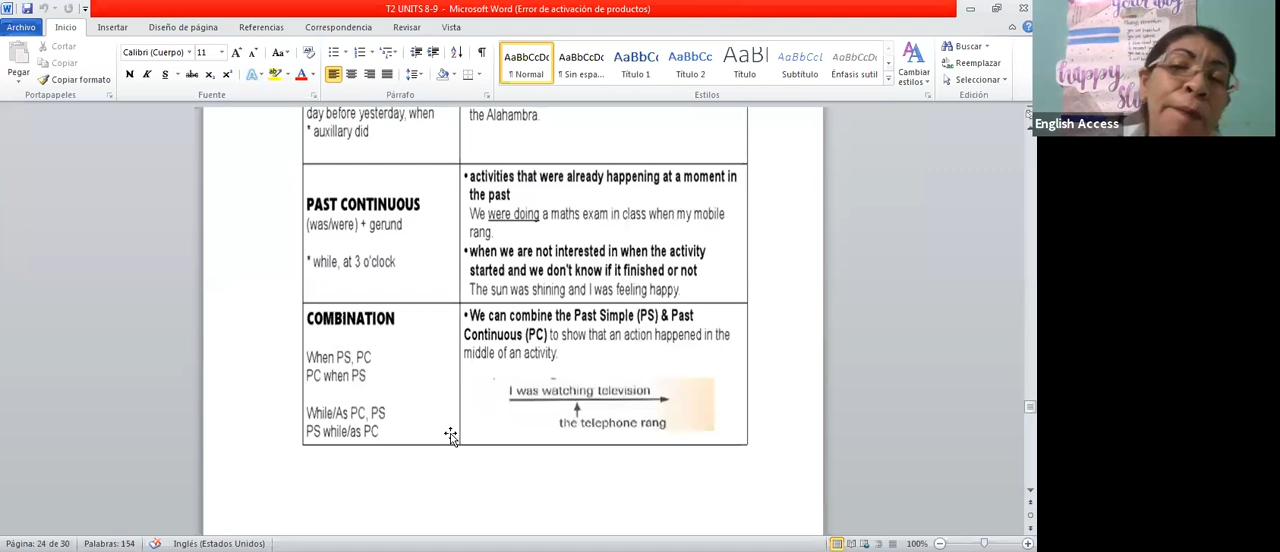 T2 UNITS 8-9 - Microsoft Word (Error de activación de productos)
Archivo Inicio Insertar Diseño de página Referencias Correspondencia Revisar Vista
Pegar
Cortar
Copiar
Copiar formato
Portapapeles
Calibri (Cuerpo) 11
N K S abc x₂ x²
Fuente
Párrafo
AaBbCcDc AaBbCcDc AaBbC AaBbCc AaBl AaBbCcl AaBbCcDt
¶ Normal ¶ Sin espa... Título 1 Título 2 Título Subtítulo Énfasis sutil
Cambiar
estilos
Estilos
Buscar
Reemplazar
Seleccionar
Edición
English Access
happy
day before yesterday, when
* auxillary did
the Alahambra.
PAST CONTINUOUS
(was/were) + gerund
* while, at 3 o'clock
• activities that were already happening at a moment in
the past
We were doing a maths exam in class when my mobile
rang.
• when we are not interested in when the activity
started and we don't know if it finished or not
The sun was shining and I was feeling happy.
COMBINATION
When PS, PC
PC when PS
While/As PC, PS
PS while/as PC
• We can combine the Past Simple (PS) & Past
Continuous (PC) to show that an action happened in the
middle of an activity.
I was watching television
the telephone rang
Página: 24 de 30 Palabras: 154 Inglés (Estados Unidos) 100%